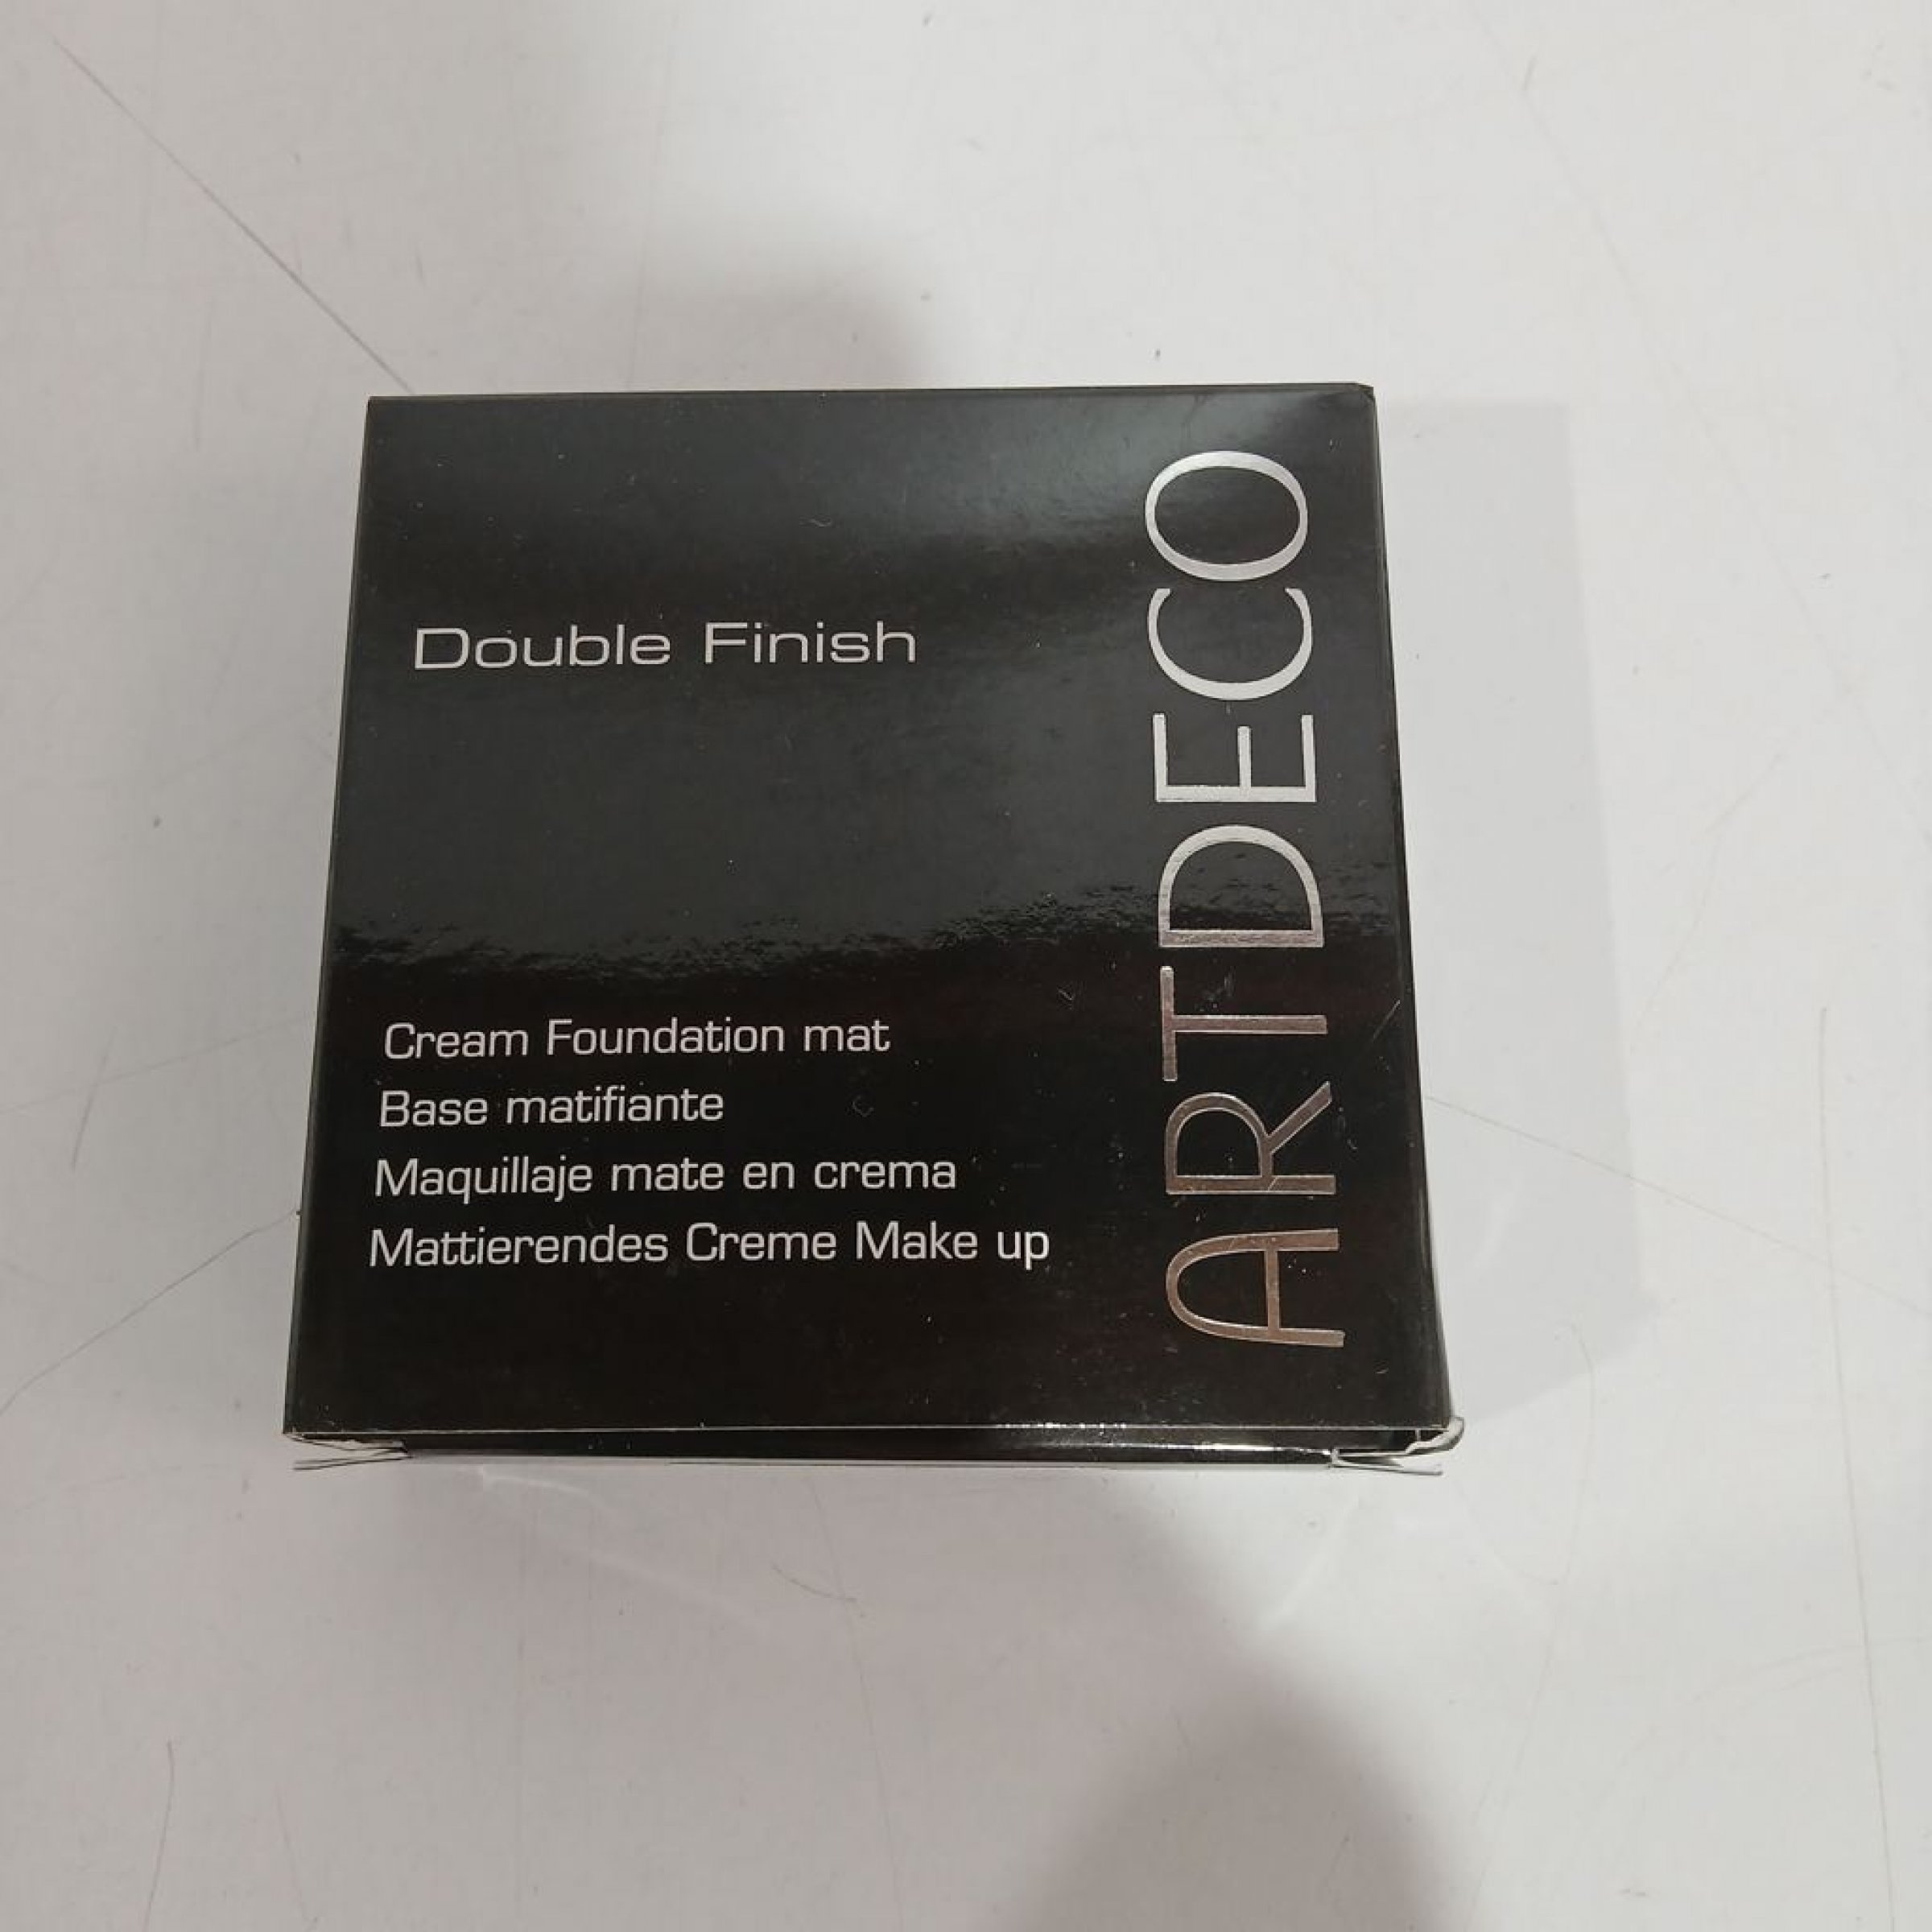 Double Finish
Cream Foundation mat
Base matifiante
Maquillaje mate en crema
Mattierendes Creme Make up
ARTDECO